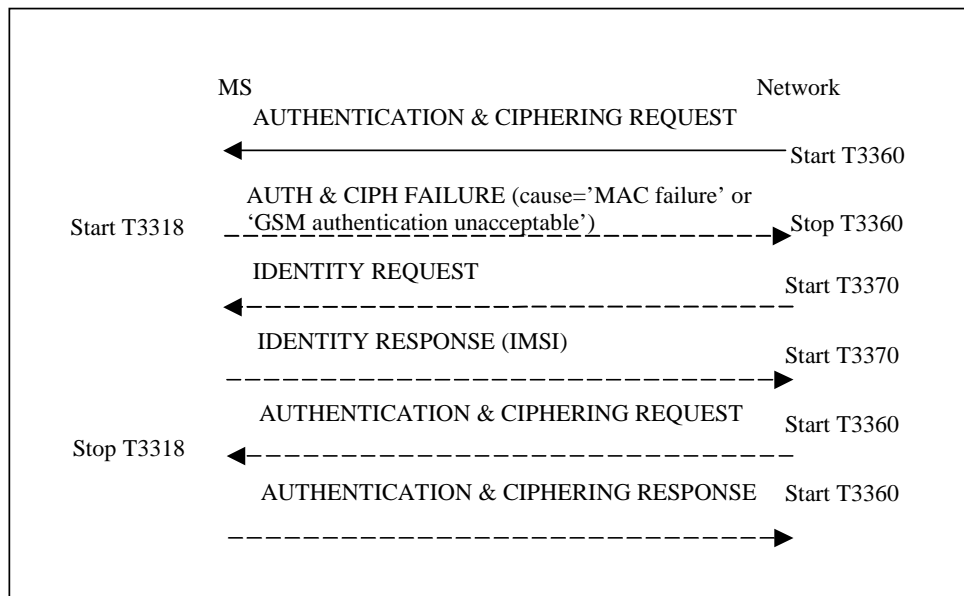 MS
Network
AUTHENTICATION & CIPHERING REQUEST
Start T3360
AUTH & CIPH FAILURE (cause=’MAC failure’ or
‘GSM authentication unacceptable’)
Start T3318
Stop T3360
IDENTITY REQUEST
Start T3370
IDENTITY RESPONSE (IMSI)
Start T3370
AUTHENTICATION & CIPHERING REQUEST
Start T3360
Stop T3318
AUTHENTICATION & CIPHERING RESPONSE
Start T3360